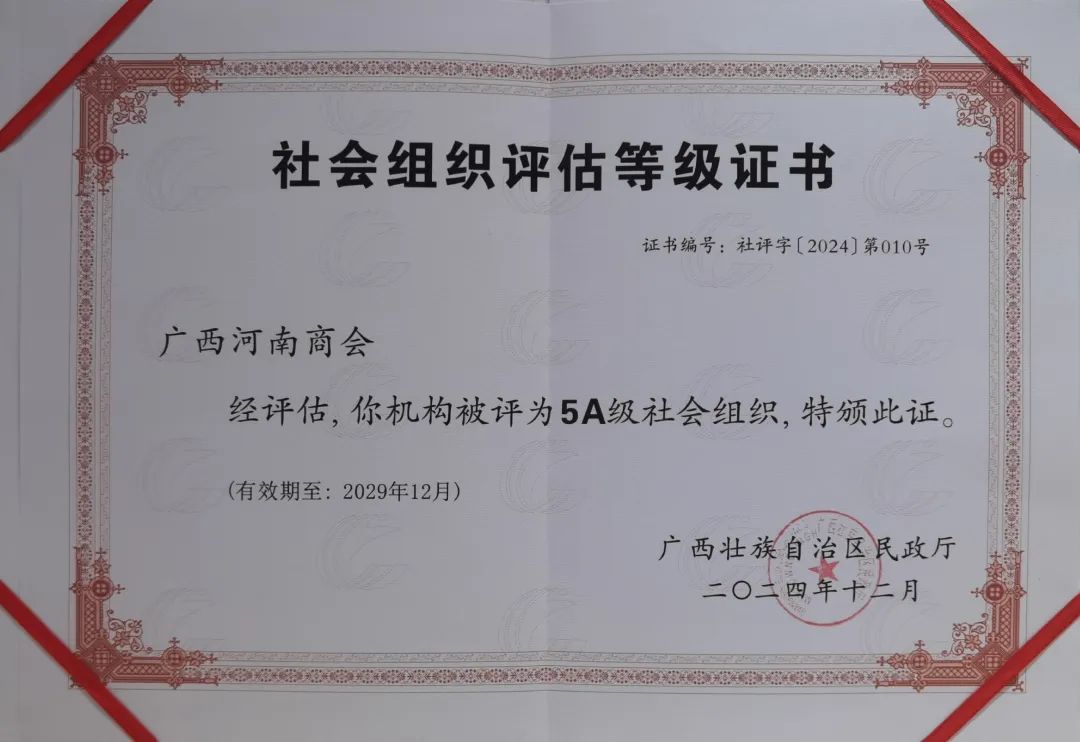 社会组织评估等级证书
证书编号：社评字〔2024〕第010号
广西河南商会
经评估，你机构被评为5A级社会组织，特颁此证。
(有效期至：2029年12月)
广西壮族自治区民政厅
二〇二四年十二月